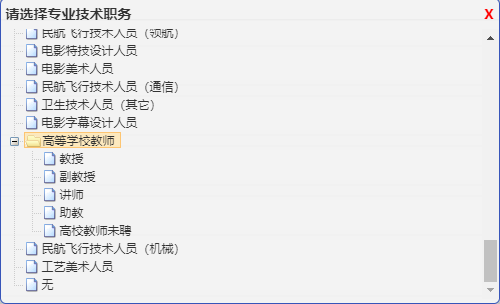 请选择专业技术职务 X
民航飞行技术人员（领航）
电影特技设计人员
电影美术人员
民航飞行技术人员（通信）
卫生技术人员（其它）
电影字幕设计人员
高等学校教师
教授
副教授
讲师
助教
高校教师未聘
民航飞行技术人员（机械）
工艺美术人员
无